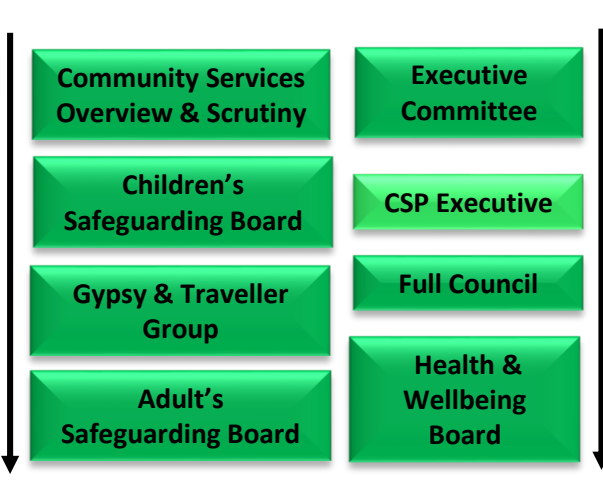 Community Services
Overview & Scrutiny
Children’s
Safeguarding Board
Gypsy & Traveller
Group
Adult’s
Safeguarding Board
Executive
Committee
CSP Executive
Full Council
Health &
Wellbeing
Board